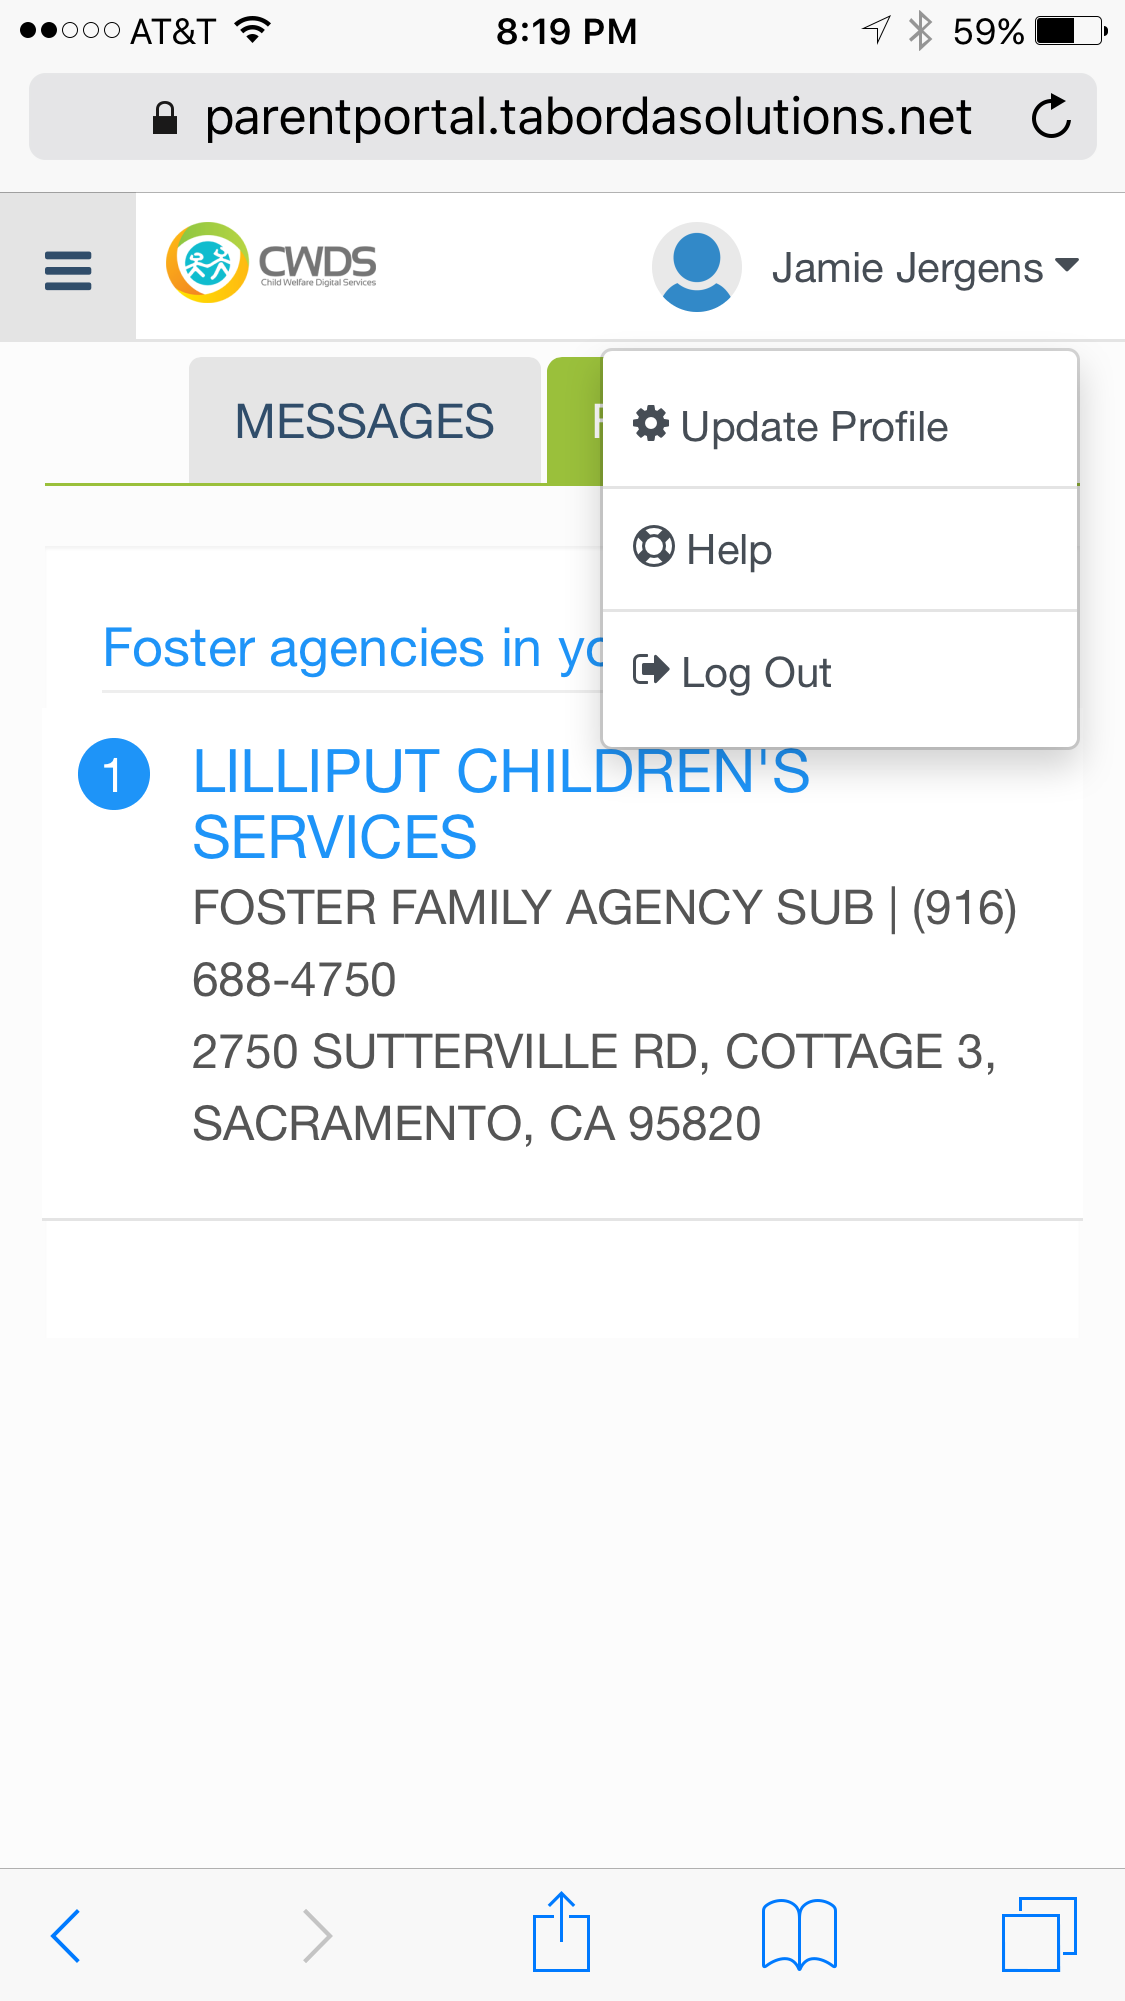 AT&T 8:19 PM 59%
parentportal.tabordasolutions.net
CWDS
Child Welfare Digital Services
Jamie Jergens
MESSAGES
Update Profile
Help
Log Out
Foster agencies in
1 LILLIPUT CHILDREN'S
SERVICES
FOSTER FAMILY AGENCY SUB | (916)
688-4750
2750 SUTTERVILLE RD, COTTAGE 3,
SACRAMENTO, CA 95820